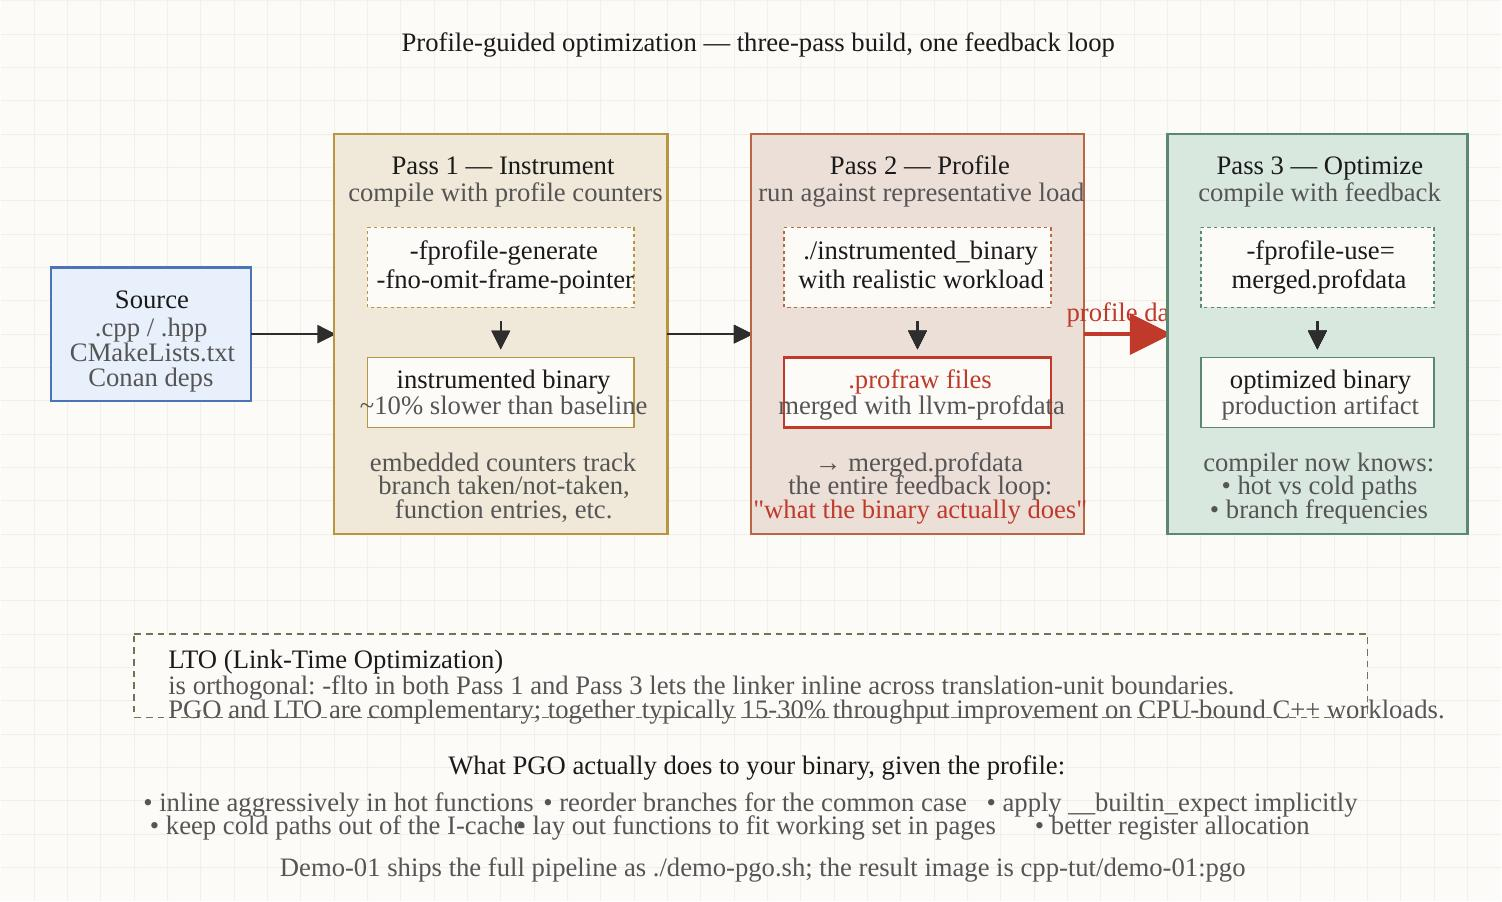 Profile-guided optimization — three-pass build, one feedback loop
Source
.cpp / .hpp
CMakeLists.txt
Conan deps
Pass 1 — Instrument
compile with profile counters
-fprofile-generate
-fno-omit-frame-pointer
instrumented binary
~10% slower than baseline
embedded counters track
branch taken/not-taken,
function entries, etc.
Pass 2 — Profile
run against representative load
./instrumented_binary
with realistic workload
.profraw files
merged with llvm-profdata
→ merged.profdata
the entire feedback loop:
"what the binary actually does"
profile da
Pass 3 — Optimize
compile with feedback
-fprofile-use=
merged.profdata
optimized binary
production artifact
compiler now knows:
• hot vs cold paths
• branch frequencies
LTO (Link-Time Optimization)
is orthogonal: -flto in both Pass 1 and Pass 3 lets the linker inline across translation-unit boundaries.
PGO and LTO are complementary; together typically 15-30% throughput improvement on CPU-bound C++ workloads.
What PGO actually does to your binary, given the profile:
• inline aggressively in hot functions • reorder branches for the common case • apply __builtin_expect implicitly
• keep cold paths out of the I-cache • lay out functions to fit working set in pages • better register allocation
Demo-01 ships the full pipeline as ./demo-pgo.sh; the result image is cpp-tut/demo-01:pgo